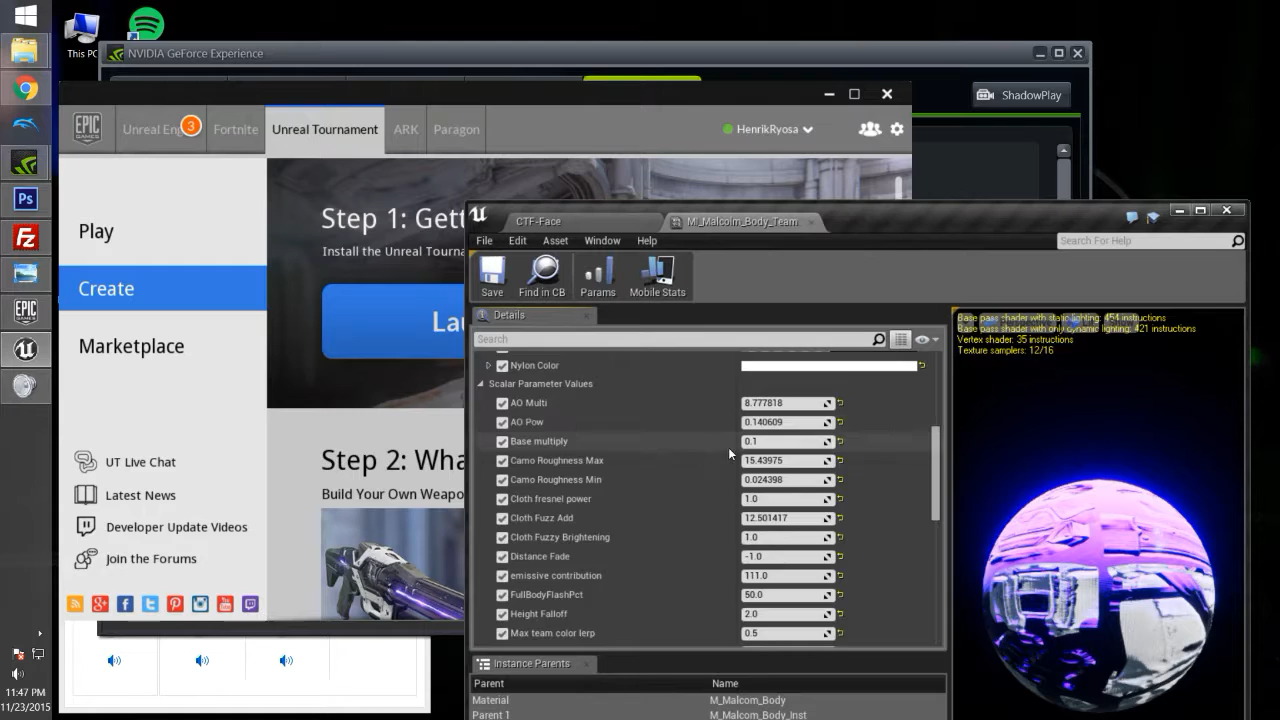 This PC
NVIDIA GeForce Experience
ShadowPlay
EPIC GAMES
Unreal Eng
3
Fortnite
Unreal Tournament
ARK
Paragon
HenrikRyosa
Play
Create
Marketplace
UT Live Chat
Latest News
Developer Update Videos
Join the Forums
Step 1: Gett
Install the Unreal Tourna
La
Step 2: Wha
Build Your Own Weapo
CTF-Face
MI_Malcolm_Body_Team
File Edit Asset Window Help
Search For Help
Save
Find in CB
Params
Mobile Stats
Details
Search
Nylon Color
Scalar Parameter Values
AO Multi 8.777818
AO Pow 0.140609
Base multiply 0.1
Camo Roughness Max 15.43975
Camo Roughness Min 0.024398
Cloth fresnel power 1.0
Cloth Fuzz Add 12.501417
Cloth Fuzzy Brightening 1.0
Distance Fade -1.0
emissive contribution 111.0
FullBodyFlashPct 50.0
Height Falloff 2.0
Max team color lerp 0.5
Instance Parents
Parent Name
Material M_Malcom_Body
Parent 1 M_Malcom_Body_Inst
Base pass shader with static lighting: 454 instructions
Base pass shader with only dynamic lighting: 421 instructions
Vertex shader: 35 instructions
Texture samplers: 12/16
Ps
Fz
EPIC
11:47 PM
11/23/2015